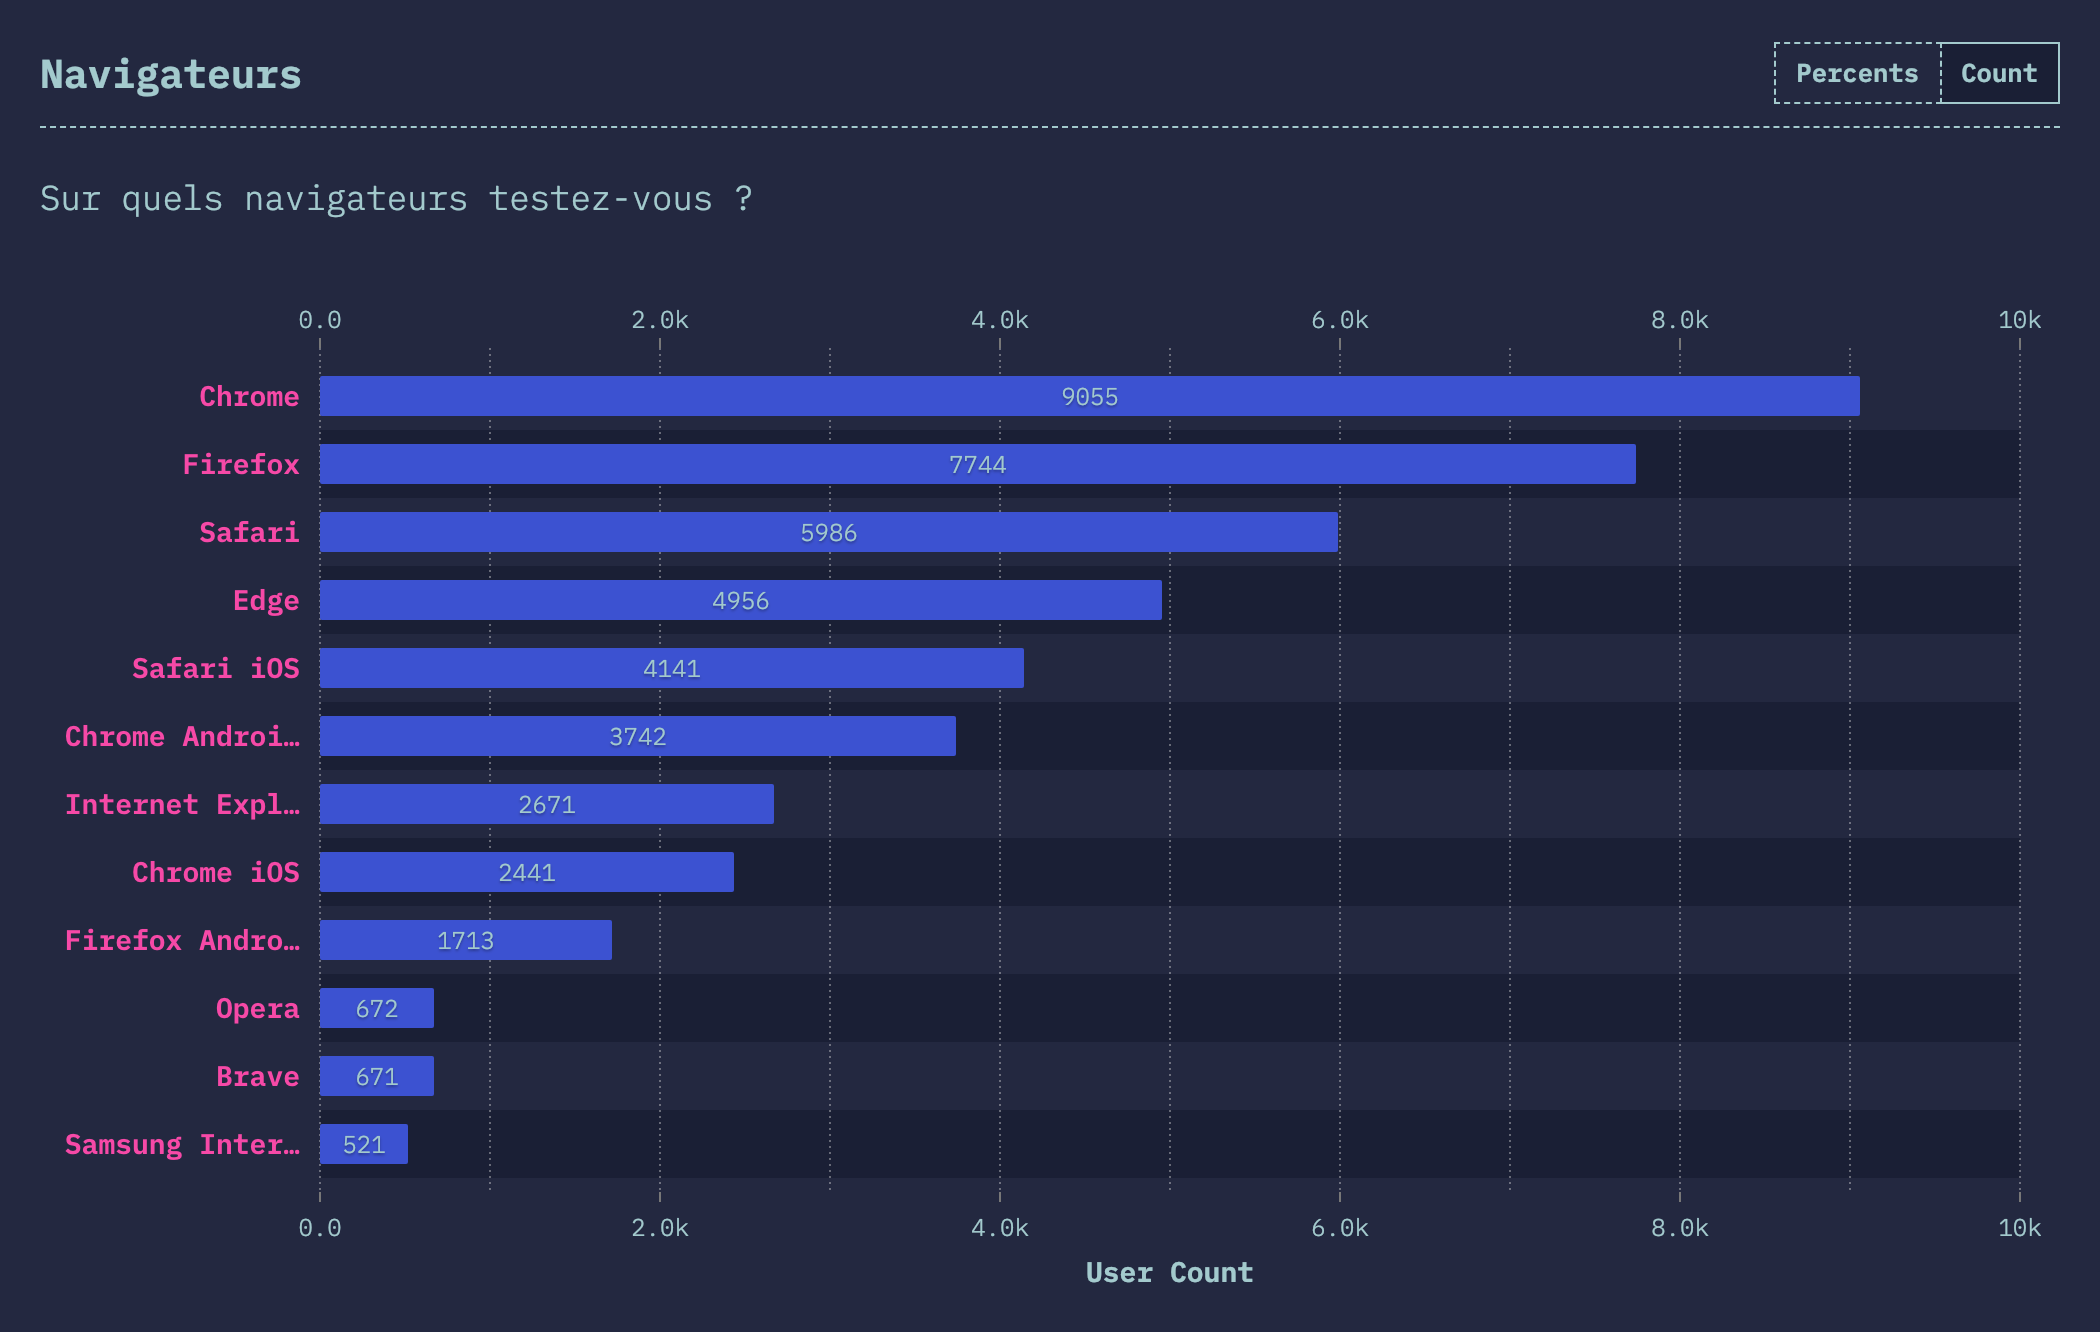 Navigateurs
Percents Count
Sur quels navigateurs testez-vous ?
0.0 2.0k 4.0k 6.0k 8.0k 10k
Chrome 9055
Firefox 7744
Safari 5986
Edge 4956
Safari iOS 4141
Chrome Androi… 3742
Internet Expl… 2671
Chrome iOS 2441
Firefox Andro… 1713
Opera 672
Brave 671
Samsung Inter… 521
0.0 2.0k 4.0k 6.0k 8.0k 10k
User Count